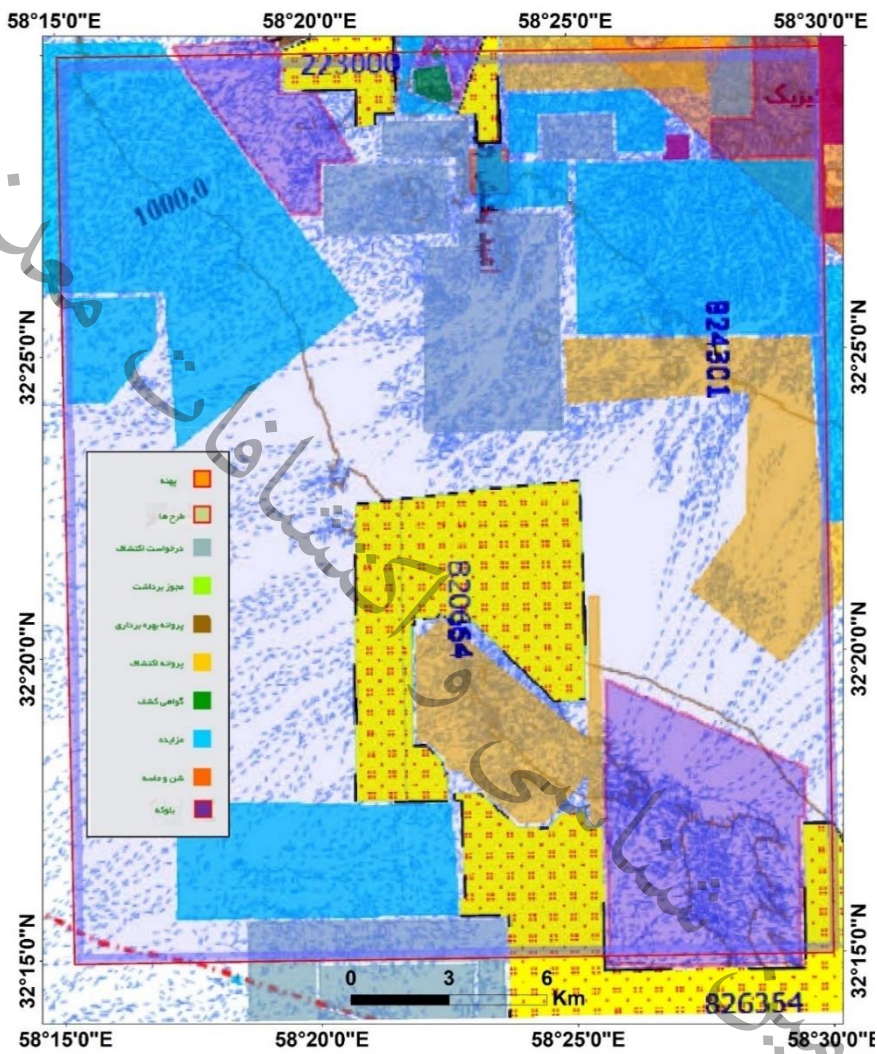 58°15'0"E 58°20'0"E 58°25'0"E 58°30'0"E
223000
1000.0
32°25'0"N
32°25'0"N
824301
پهنه
طرح ها
درخواست اکتشاف
مجوز برداشت
پروانه بهره برداری
پروانه اکتشاف
گواهی کشف
مزایده
شن و ماسه
بلوکه
32°20'0"N
32°20'0"N
32°15'0"N
32°15'0"N
0 3 6
Km
826354
58°15'0"E 58°20'0"E 58°25'0"E 58°30'0"E